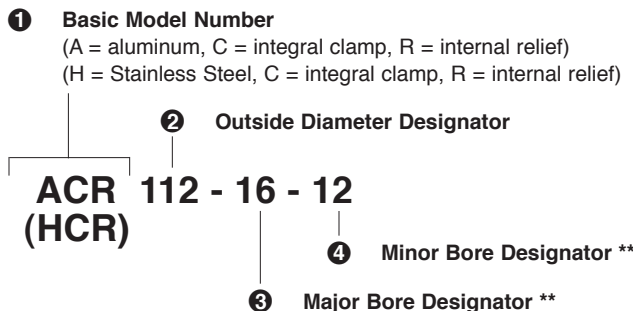 ❶ Basic Model Number
(A = aluminum, C = integral clamp, R = internal relief)
(H = Stainless Steel, C = integral clamp, R = internal relief)
❷ Outside Diameter Designator
ACR 112 - 16 - 12
(HCR)
❹ Minor Bore Designator **
❸ Major Bore Designator **